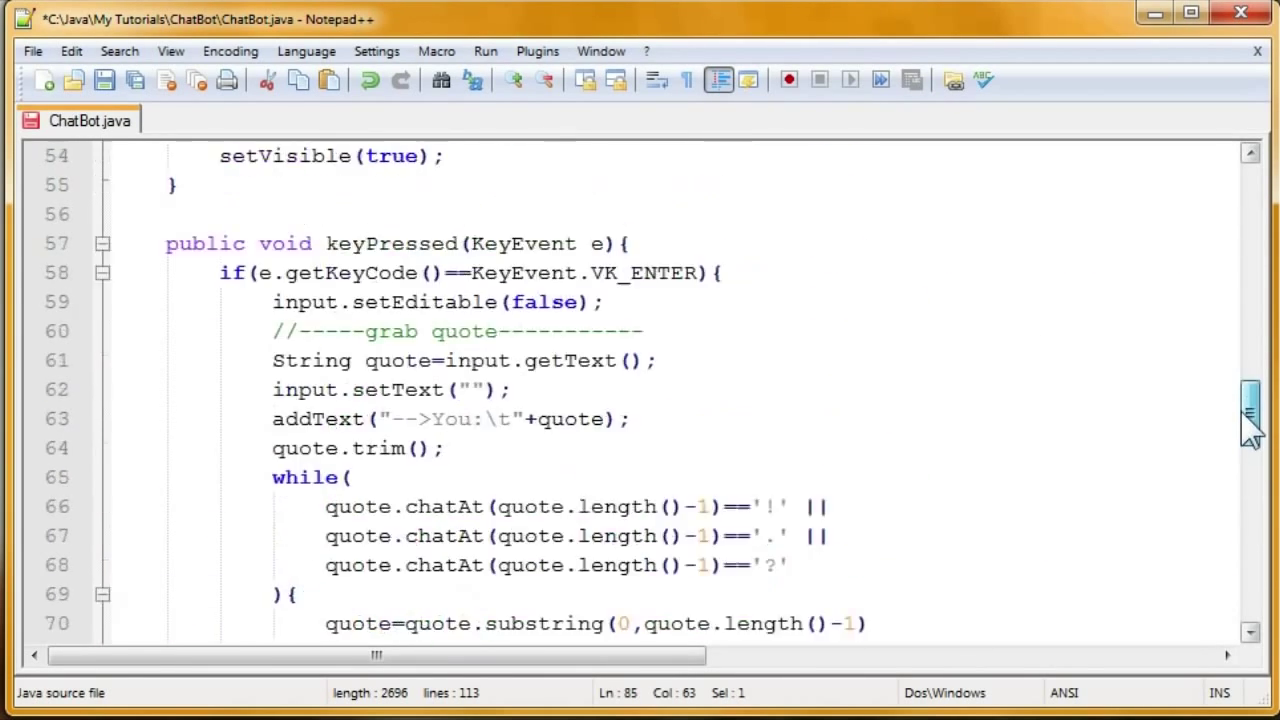 *C:\Java\My Tutorials\ChatBot\ChatBot.java - Notepad++
File Edit Search View Encoding Language Settings Macro Run Plugins Window ? X
ABC
ChatBot.java
54 setVisible(true);
55 }
56
57 public void keyPressed(KeyEvent e){
58 if(e.getKeyCode()==KeyEvent.VK_ENTER){
59 input.setEditable(false);
60 //-----grab quote-----------
61 String quote=input.getText();
62 input.setText("");
63 addText("-->You:\t"+quote);
64 quote.trim();
65 while(
66 quote.chatAt(quote.length()-1)=='!' ||
67 quote.chatAt(quote.length()-1)=='.' ||
68 quote.chatAt(quote.length()-1)=='?'
69 ){
70 quote=quote.substring(0,quote.length()-1)
Java source file length : 2696 lines : 113 Ln : 85 Col : 63 Sel : 1 Dos\Windows ANSI INS